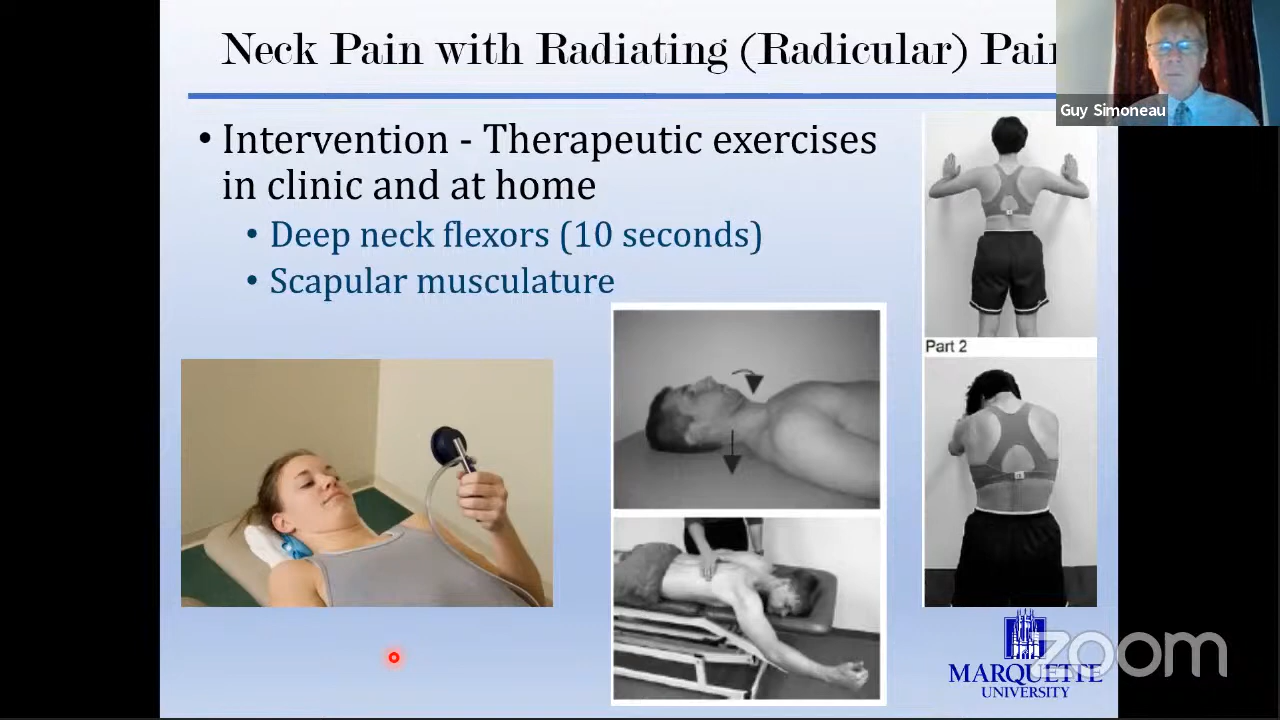 Neck Pain with Radiating (Radicular) Pai
Guy Simoneau
• Intervention - Therapeutic exercises
in clinic and at home
• Deep neck flexors (10 seconds)
• Scapular musculature
Part 2
MARQUETTE
UNIVERSITY
zoom